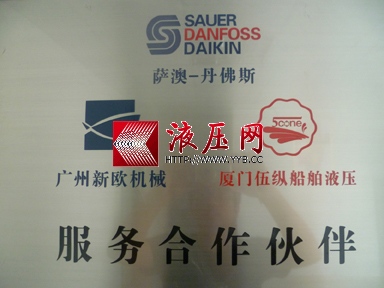 SAUER
DANFOSS
DAIKIN
萨澳-丹佛斯
5cone
液压网
HTTP://WWW.YYB.CC
广州新欧机械
厦门伍纵船舶液压
服务合作伙伴